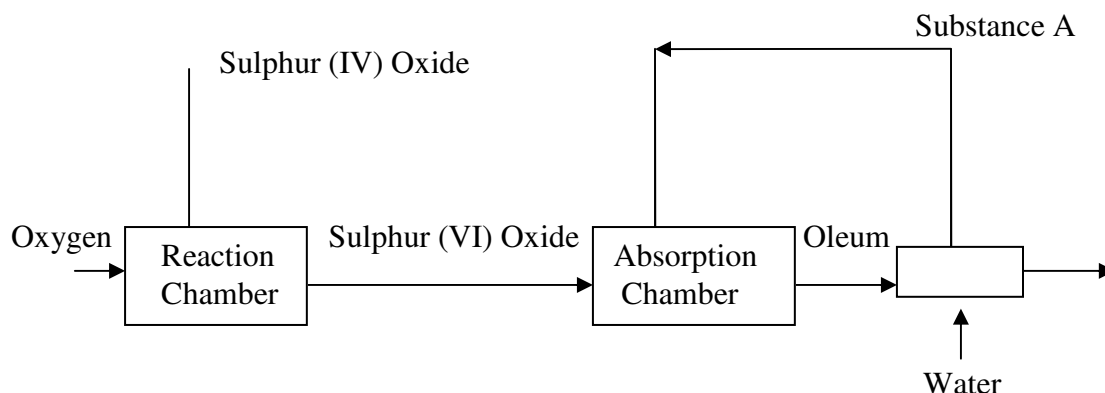 Substance A
Sulphur (IV) Oxide
Oxygen
Reaction
Chamber
Sulphur (VI) Oxide
Absorption
Chamber
Oleum
Water